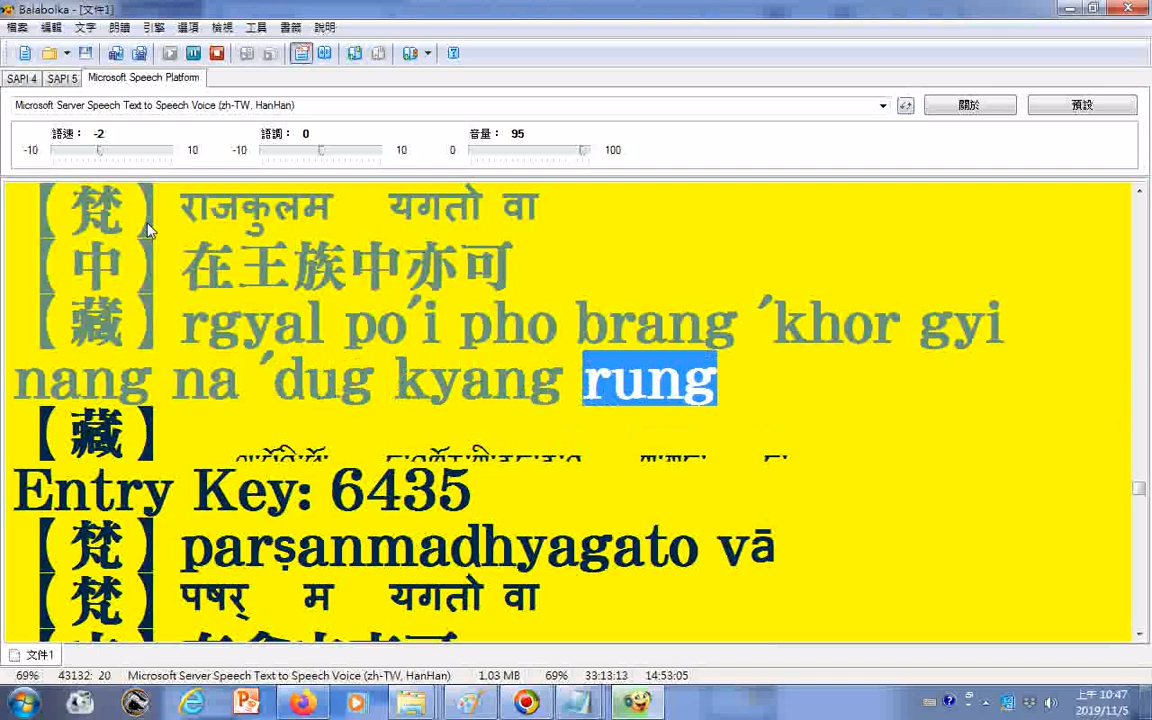 Balabolka - [文件1]
檔案 編輯 文字 朗讀 引擎 選項 檢視 工具 書籤 說明
SAPI 4 SAPI 5 Microsoft Speech Platform
Microsoft Server Speech Text to Speech Voice (zh-TW, HanHan) 關於 預設
語速： -2 語調： 0 音量： 95
-10 10 -10 10 0 100
【梵】 राजकुलम यगतो वा
【中】 在王族中亦可
【藏】 rgyal po´i pho brang ´khor gyi
nang na ´dug kyang rung
【藏】
Entry Key: 6435
【梵】 parṣanmadhyagato vā
【梵】 पषर् म यगतो वा
文件1
69% 43132: 20 Microsoft Server Speech Text to Speech Voice (zh-TW, HanHan) 1.03 MB 69% 33:13:13 14:53:05
上午 10:47
2019/11/5